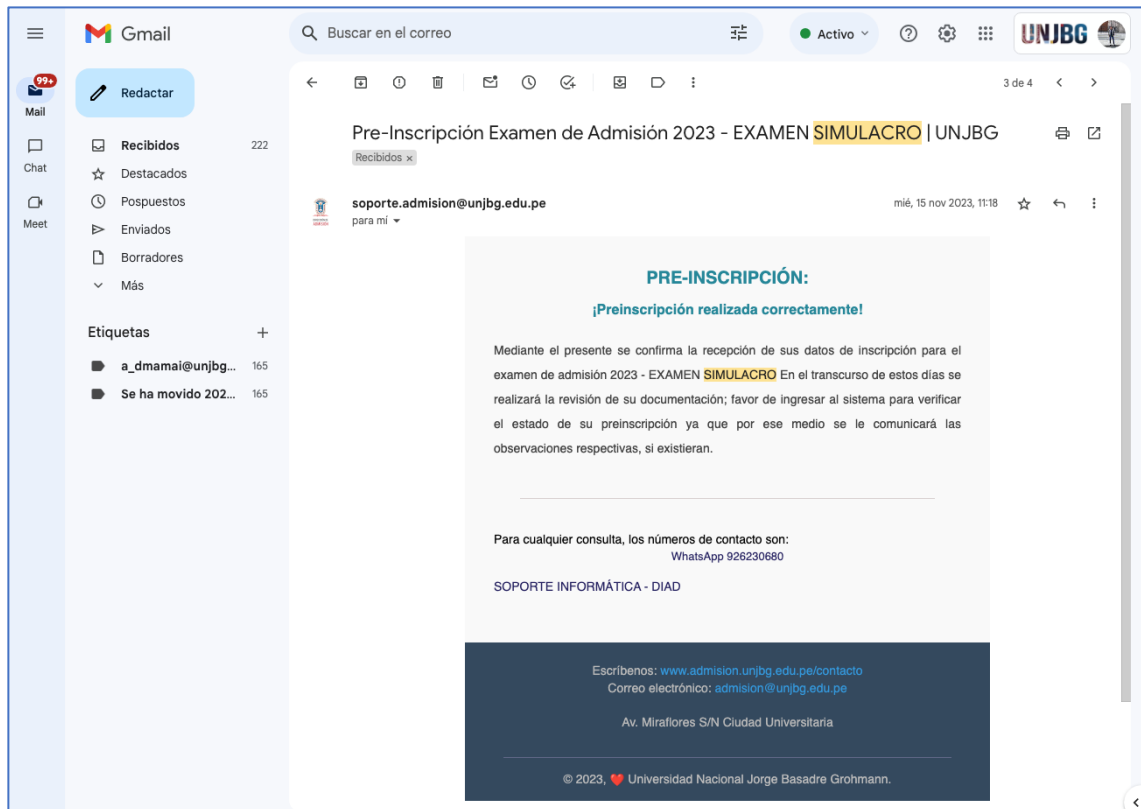 Gmail
Buscar en el correo
Activo
UNJBG
99+
Mail
Chat
Meet
Redactar
Recibidos 222
Destacados
Pospuestos
Enviados
Borradores
Más
Etiquetas
a_dmamai@unjbg... 165
Se ha movido 202... 165
3 de 4
Pre-Inscripción Examen de Admisión 2023 - EXAMEN SIMULACRO | UNJBG
Recibidos ×
soporte.admision@unjbg.edu.pe
mié, 15 nov 2023, 11:18
para mí
PRE-INSCRIPCIÓN:
¡Preinscripción realizada correctamente!
Mediante el presente se confirma la recepción de sus datos de inscripción para el
examen de admisión 2023 - EXAMEN SIMULACRO En el transcurso de estos días se
realizará la revisión de su documentación; favor de ingresar al sistema para verificar
el estado de su preinscripción ya que por ese medio se le comunicará las
observaciones respectivas, si existieran.
Para cualquier consulta, los números de contacto son:
WhatsApp 926230680
SOPORTE INFORMÁTICA - DIAD
Escríbenos: www.admision.unjbg.edu.pe/contacto
Correo electrónico: admision@unjbg.edu.pe
Av. Miraflores S/N Ciudad Universitaria
© 2023, ❤️ Universidad Nacional Jorge Basadre Grohmann.